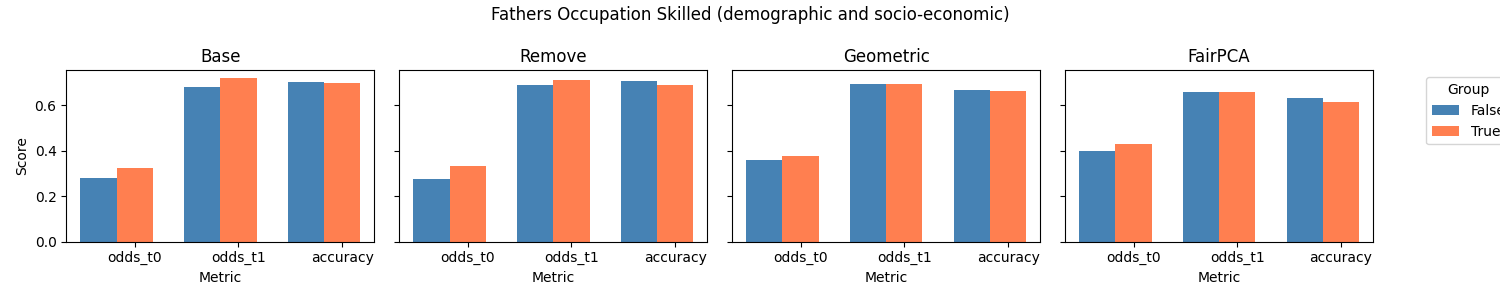 Fathers Occupation Skilled (demographic and socio-economic)
Base
Remove
Geometric
FairPCA
Score
0.6
0.4
0.2
0.0
odds_t0 odds_t1 accuracy
Metric
odds_t0 odds_t1 accuracy
Metric
odds_t0 odds_t1 accuracy
Metric
odds_t0 odds_t1 accuracy
Metric
Group
False
True